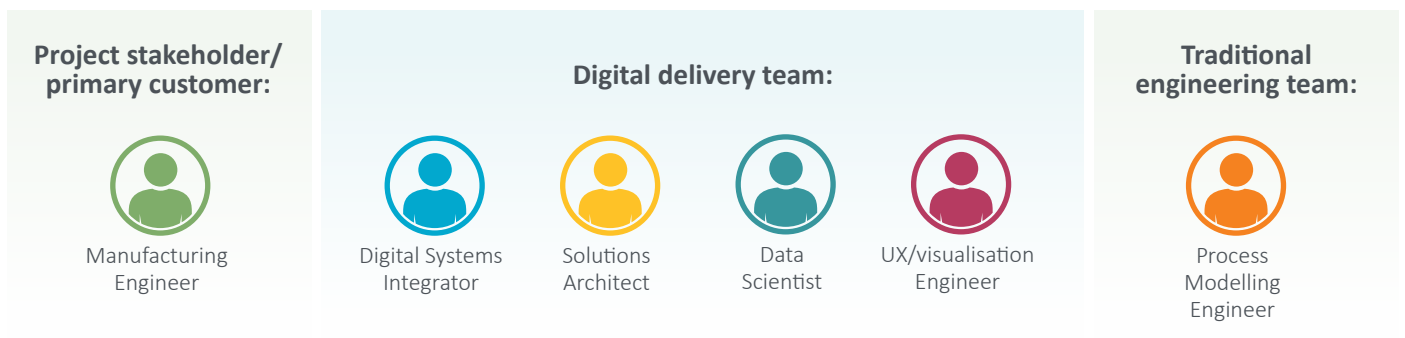 Project stakeholder/
primary customer:
Manufacturing
Engineer
Digital delivery team:
Digital Systems
Integrator
Solutions
Architect
Data
Scientist
UX/visualisation
Engineer
Traditional
engineering team:
Process
Modelling
Engineer